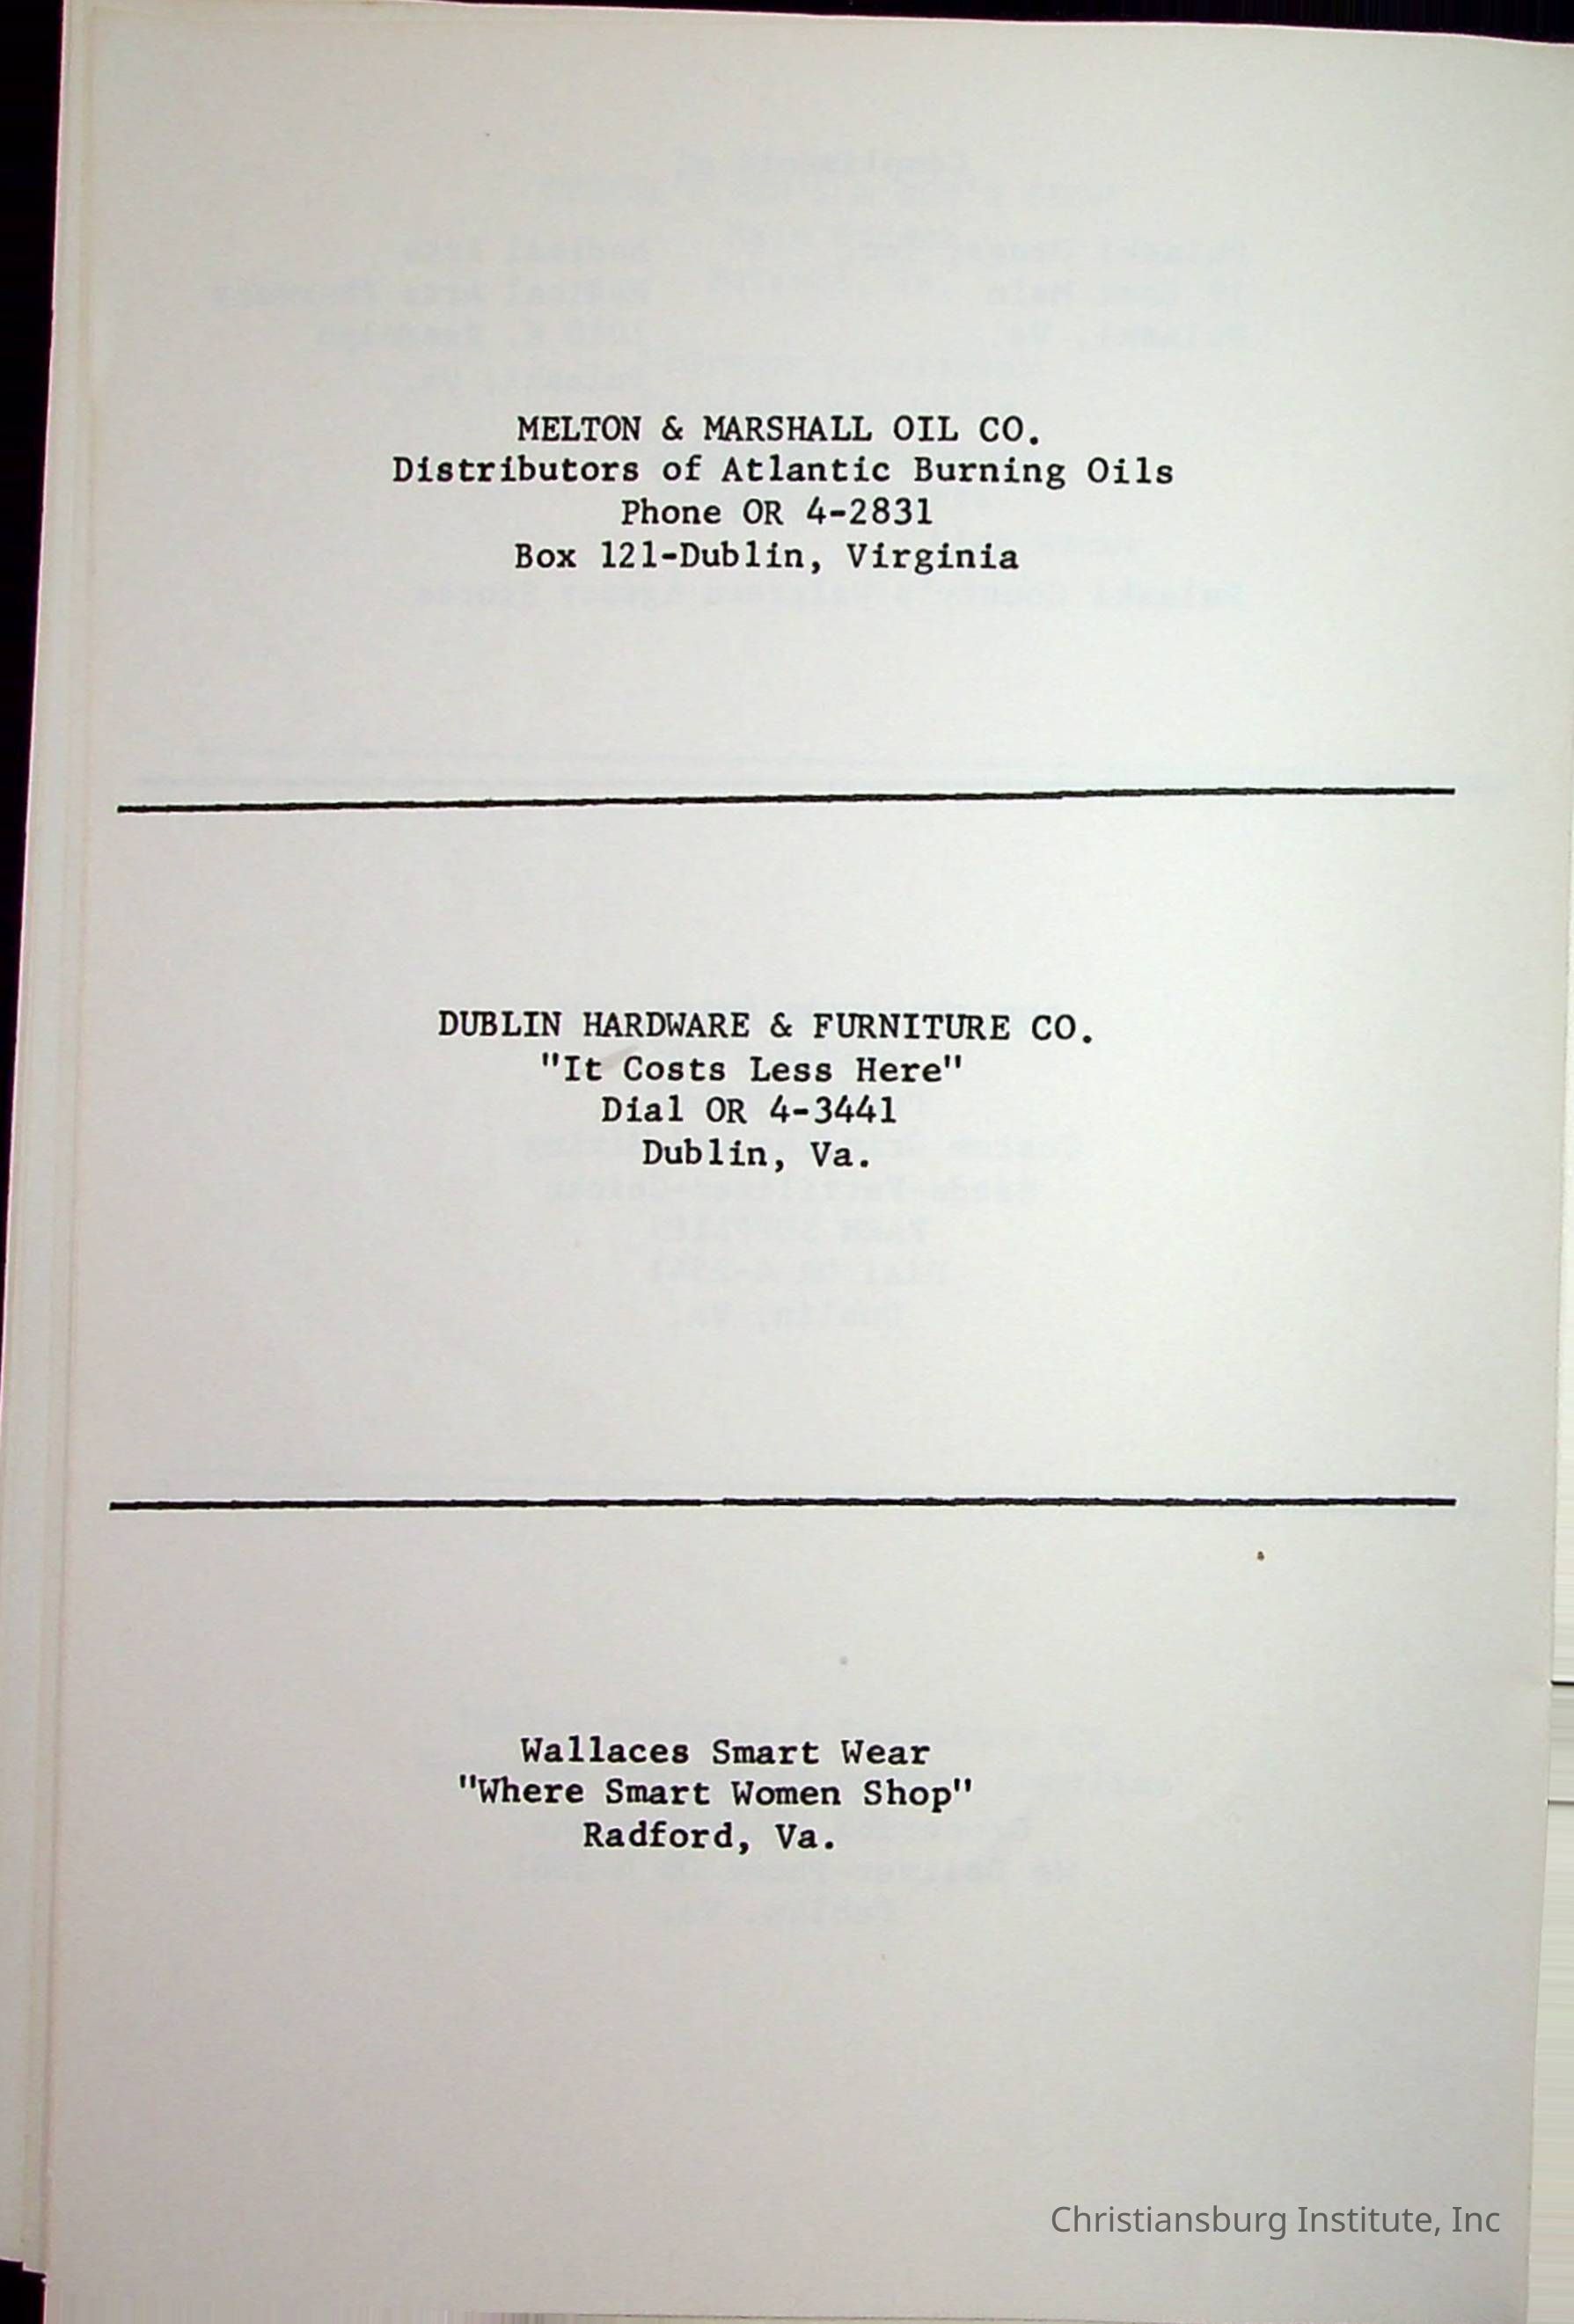 MELTON & MARSHALL OIL CO.
Distributors of Atlantic Burning Oils
Phone OR 4-2831
Box 121-Dublin, Virginia
DUBLIN HARDWARE & FURNITURE CO.
"It Costs Less Here"
Dial OR 4-3441
Dublin, Va.
Wallaces Smart Wear
"Where Smart Women Shop"
Radford, Va.
Christiansburg Institute, Inc